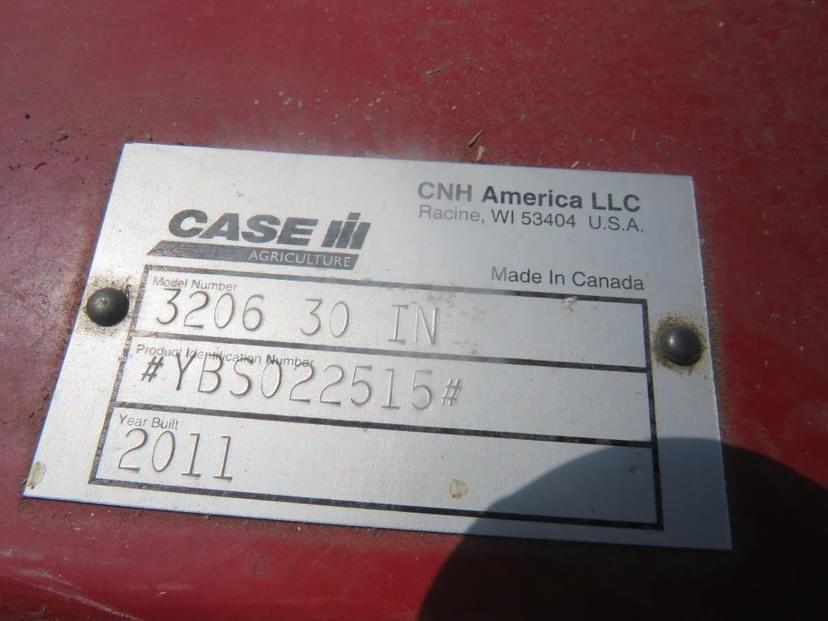 CNH America LLC
Racine, WI 53404 U.S.A.
CASE IH
AGRICULTURE
Made In Canada
Model Number
3206 30 IN
Product Identification Number
#YBS022515#
Year Built
2011